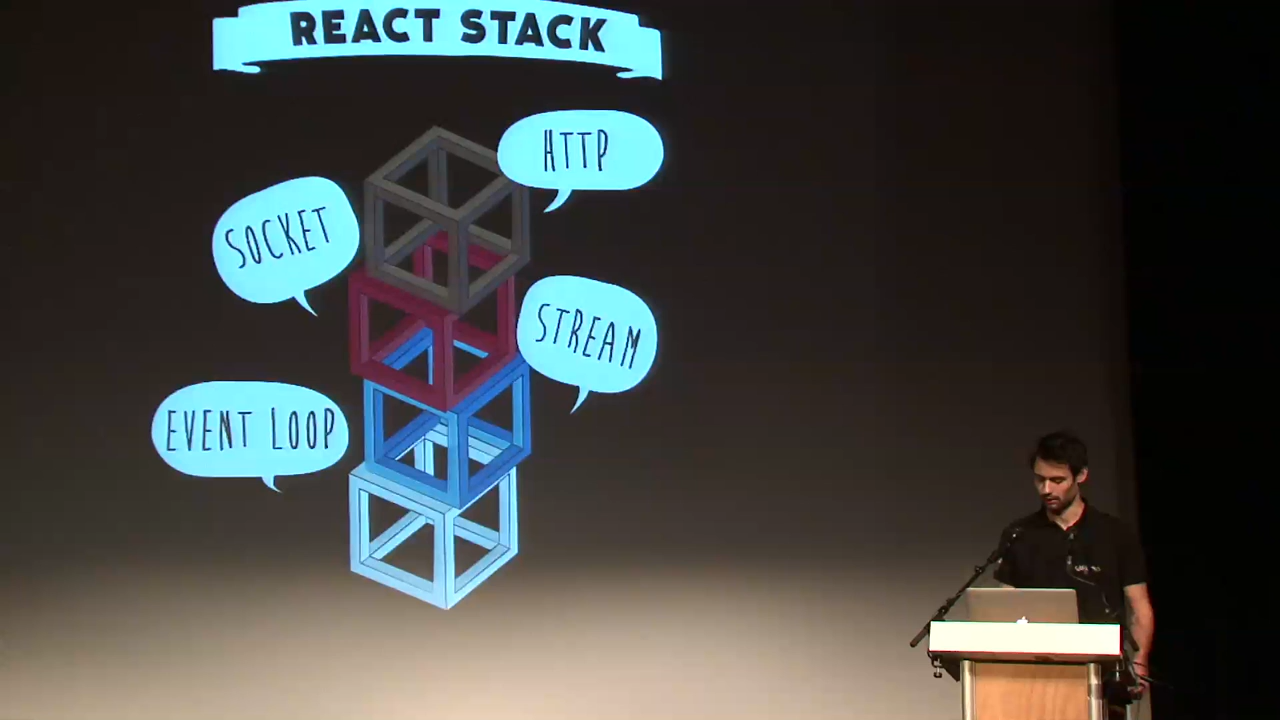 REACT STACK
HTTP
SOCKET
STREAM
EVENT LOOP